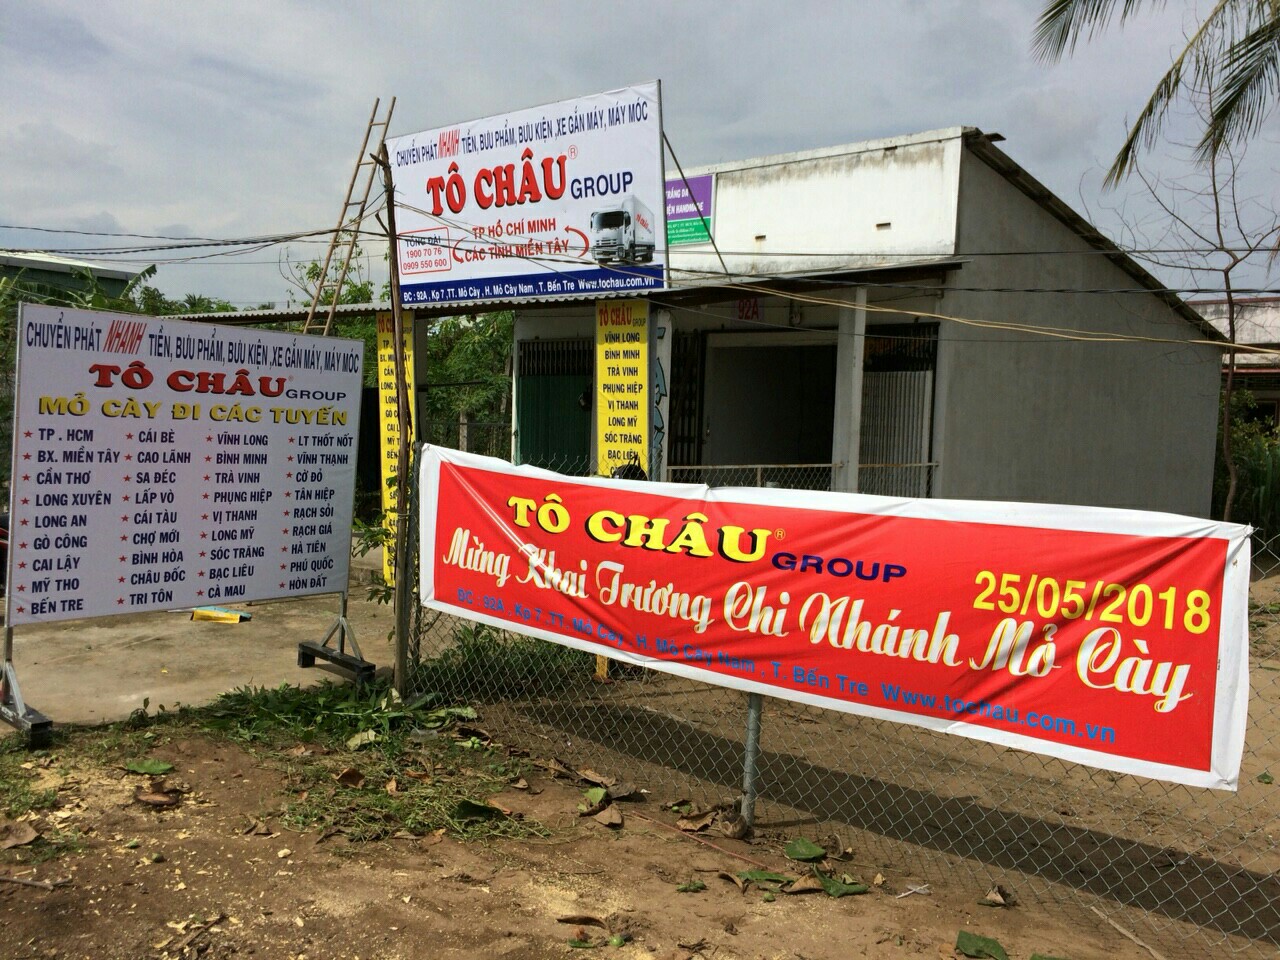 CHUYỂN PHÁT NHANH TIỀN, BƯU PHẨM, BƯU KIỆN, XE GẮN MÁY, MÁY MÓC
TÔ CHÂU® GROUP
TP HỒ CHÍ MINH
CÁC TỈNH MIỀN TÂY
TỔNG ĐÀI
1900 70 76
0909 550 600
ĐC : 92A , Kp 7 ,TT. Mỏ Cày , H. Mỏ Cày Nam , T. Bến Tre Www.tochau.com.vn
92A
CHUYỂN PHÁT NHANH TIỀN, BƯU PHẨM, BƯU KIỆN ,XE GẮN MÁY, MÁY MÓC
TÔ CHÂU® GROUP
MỎ CÀY ĐI CÁC TUYẾN
TP . HCM
BX. MIỀN TÂY
CẦN THƠ
LONG XUYÊN
LONG AN
GÒ CÔNG
CAI LẬY
MỸ THO
BẾN TRE
CÁI BÈ
CAO LÃNH
SA ĐÉC
LẤP VÒ
CÁI TÀU
CHỢ MỚI
BÌNH HÒA
CHÂU ĐỐC
TRI TÔN
VĨNH LONG
BÌNH MINH
TRÀ VINH
PHỤNG HIỆP
VỊ THANH
LONG MỸ
SÓC TRĂNG
BẠC LIÊU
CÀ MAU
LT THỐT NỐT
VĨNH THẠNH
CỜ ĐỎ
TÂN HIỆP
RẠCH SỎI
RẠCH GIÁ
HÀ TIÊN
PHÚ QUỐC
HÒN ĐẤT
TÔ CHÂU GROUP
VĨNH LONG
BÌNH MINH
TRÀ VINH
PHỤNG HIỆP
VỊ THANH
LONG MỸ
SÓC TRĂNG
BẠC LIÊU
TÔ CHÂU® GROUP
25/05/2018
Mừng Khai Trương Chi Nhánh Mỏ Cày
ĐC : 92A , Kp 7 ,TT. Mỏ Cày , H. Mỏ Cày Nam , T. Bến Tre Www.tochau.com.vn